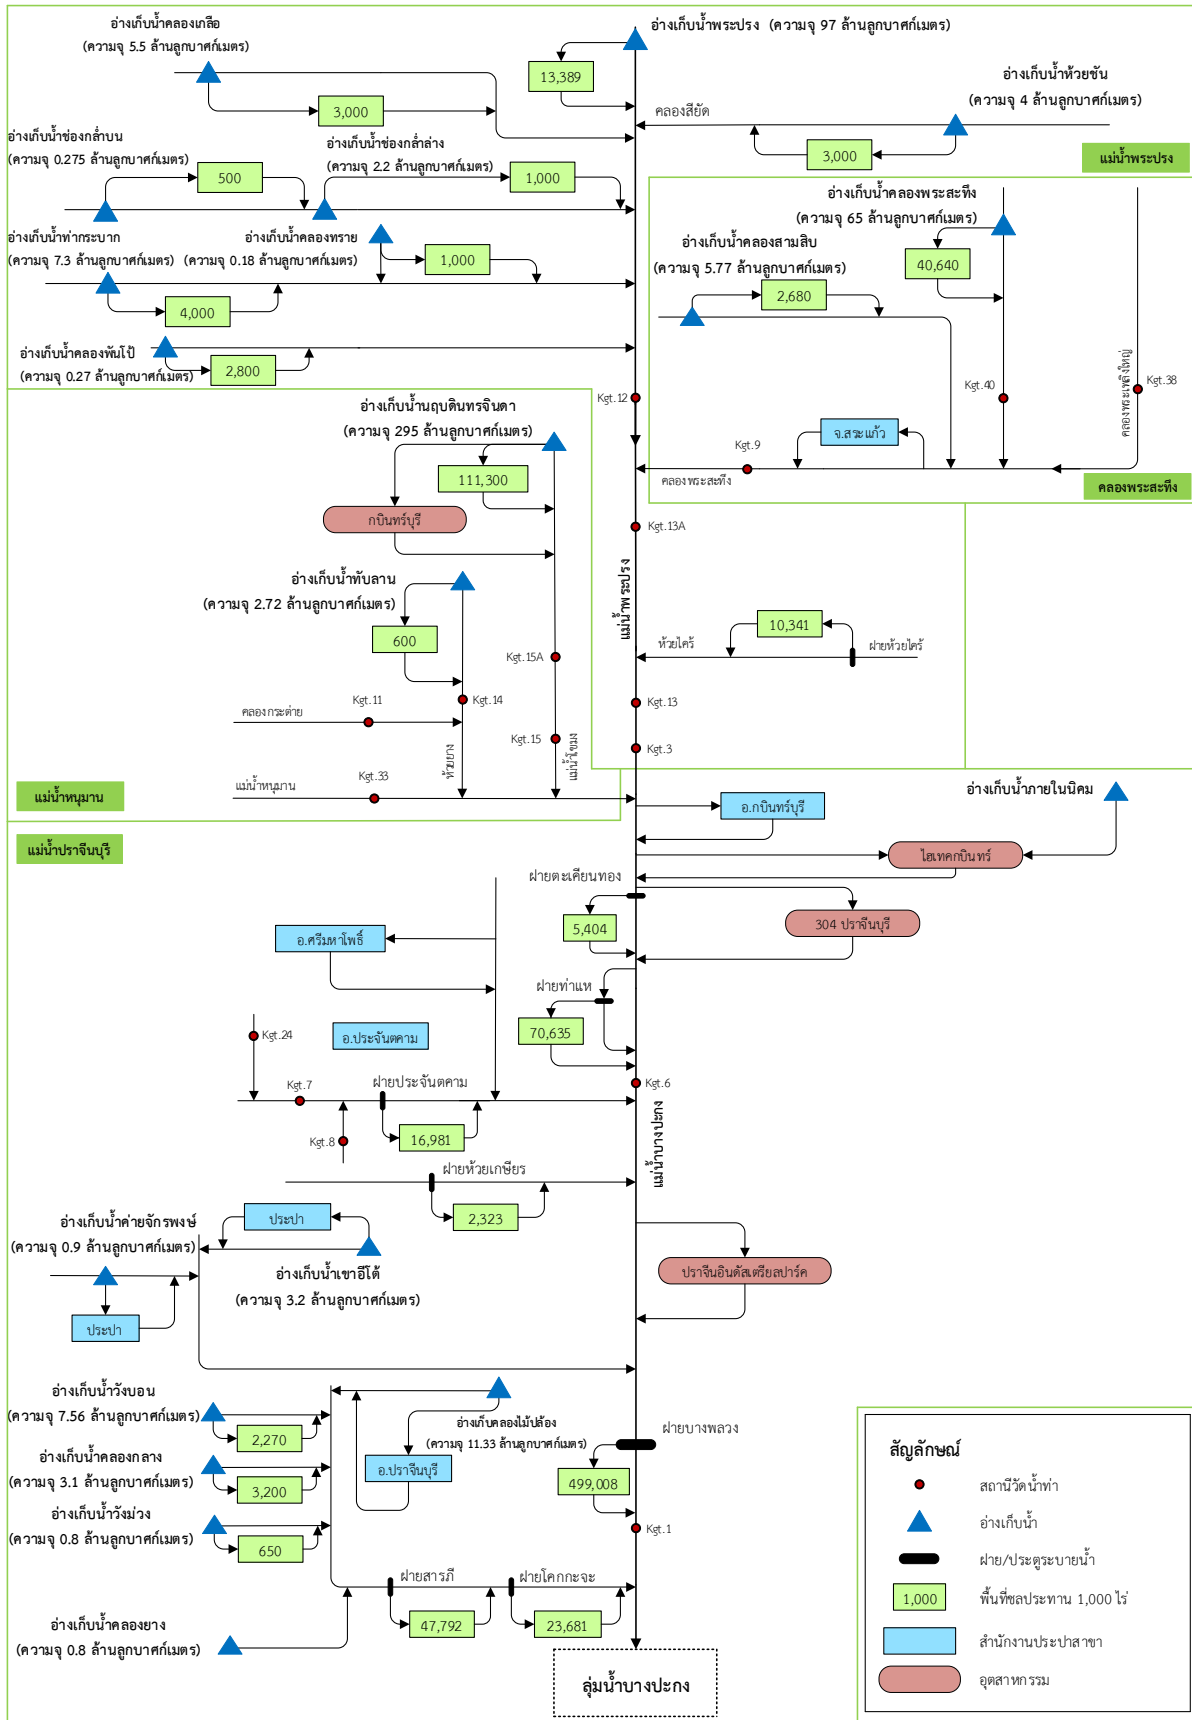 อ่างเก็บน้ำคลองเกลือ
(ความจุ 5.5 ล้านลูกบาศก์เมตร)
3,000
อ่างเก็บน้ำพระปรง (ความจุ 97 ล้านลูกบาศก์เมตร)
13,389
อ่างเก็บน้ำห้วยชัน
(ความจุ 4 ล้านลูกบาศก์เมตร)
คลองสียัด
3,000
แม่น้ำพระปรง
อ่างเก็บน้ำช่องกล่ำบน
(ความจุ 0.275 ล้านลูกบาศก์เมตร)
500
อ่างเก็บน้ำช่องกล่ำล่าง
(ความจุ 2.2 ล้านลูกบาศก์เมตร)
1,000
อ่างเก็บน้ำท่ากระบาก
(ความจุ 7.3 ล้านลูกบาศก์เมตร)
4,000
อ่างเก็บน้ำคลองทราย
(ความจุ 0.18 ล้านลูกบาศก์เมตร)
1,000
อ่างเก็บน้ำคลองพันโป้
(ความจุ 0.27 ล้านลูกบาศก์เมตร)
2,800
อ่างเก็บน้ำคลองพระสะทึง
(ความจุ 65 ล้านลูกบาศก์เมตร)
40,640
อ่างเก็บน้ำคลองสามสิบ
(ความจุ 5.77 ล้านลูกบาศก์เมตร)
2,680
Kgt.12
Kgt.40
Kgt.38
คลองพระเพลิงใหญ่
จ.สระแก้ว
Kgt.9
คลองพระสะทึง
คลองพระสะทึง
อ่างเก็บน้ำนฤบดินทรจินดา
(ความจุ 295 ล้านลูกบาศก์เมตร)
111,300
กบินทร์บุรี
Kgt.13A
อ่างเก็บน้ำทับลาน
(ความจุ 2.72 ล้านลูกบาศก์เมตร)
600
แม่น้ำพระปรง
10,341
ห้วยไคร้
ฝายห้วยไคร้
Kgt.15A
Kgt.11
Kgt.14
Kgt.13
คลองกระต่าย
Kgt.15
Kgt.3
ห้วยยาง
แม่น้ำใสมง
แม่น้ำหนุมาน
Kgt.33
แม่น้ำหนุมาน
อ.กบินทร์บุรี
อ่างเก็บน้ำภายในนิคม
แม่น้ำปราจีนบุรี
ไฮเทคกบินทร์
ฝายตะเคียนทอง
5,404
304 ปราจีนบุรี
อ.ศรีมหาโพธิ์
ฝายท่าแห
70,635
Kgt.24
อ.ประจันตคาม
Kgt.7
ฝายประจันตคาม
Kgt.6
Kgt.8
16,981
แม่น้ำบางปะกง
ฝายห้วยเกษียร
2,323
อ่างเก็บน้ำค่ายจักรพงษ์
(ความจุ 0.9 ล้านลูกบาศก์เมตร)
ประปา
ประปา
อ่างเก็บน้ำเขาอีโต้
(ความจุ 3.2 ล้านลูกบาศก์เมตร)
ปราจีนอินดัสเตรียลปาร์ค
อ่างเก็บน้ำวังบอน
(ความจุ 7.56 ล้านลูกบาศก์เมตร)
2,270
อ่างเก็บคลองไม้ปล้อง
(ความจุ 11.33 ล้านลูกบาศก์เมตร)
อ.ปราจีนบุรี
ฝายบางพลวง
499,008
อ่างเก็บน้ำคลองกลาง
(ความจุ 3.1 ล้านลูกบาศก์เมตร)
3,200
อ่างเก็บน้ำวังม่วง
(ความจุ 0.8 ล้านลูกบาศก์เมตร)
650
Kgt.1
ฝายสารภี
47,792
ฝายโคกกะจะ
23,681
อ่างเก็บน้ำคลองยาง
(ความจุ 0.8 ล้านลูกบาศก์เมตร)
ลุ่มน้ำบางปะกง
สัญลักษณ์
สถานีวัดน้ำท่า
อ่างเก็บน้ำ
ฝาย/ประตูระบายน้ำ
1,000
พื้นที่ชลประทาน 1,000 ไร่
สำนักงานประปาสาขา
อุตสาหกรรม